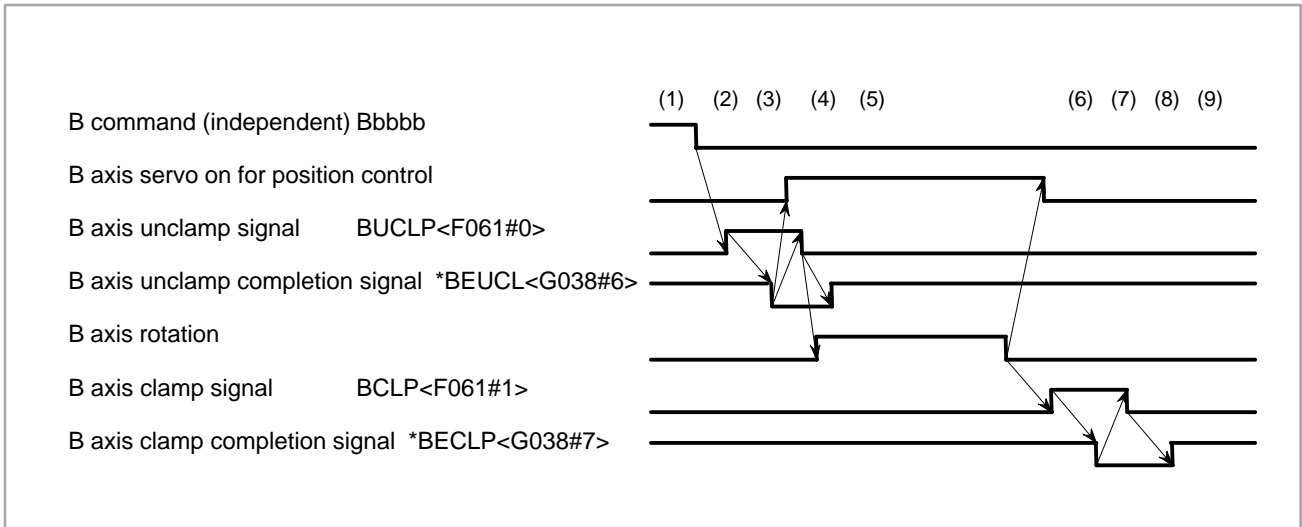 (1) (2) (3) (4) (5) (6) (7) (8) (9)
B command (independent) Bbbbb
B axis servo on for position control
B axis unclamp signal BUCLP<F061#0>
B axis unclamp completion signal *BEUCL<G038#6>
B axis rotation
B axis clamp signal BCLP<F061#1>
B axis clamp completion signal *BECLP<G038#7>